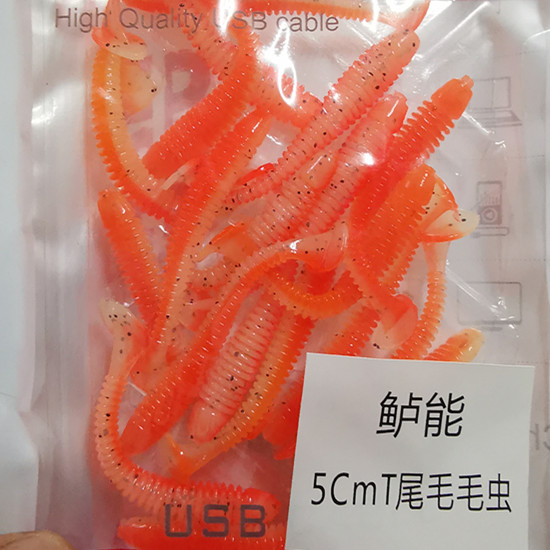 High Quality USB cable
鲈能
5CmT尾毛毛虫
USB